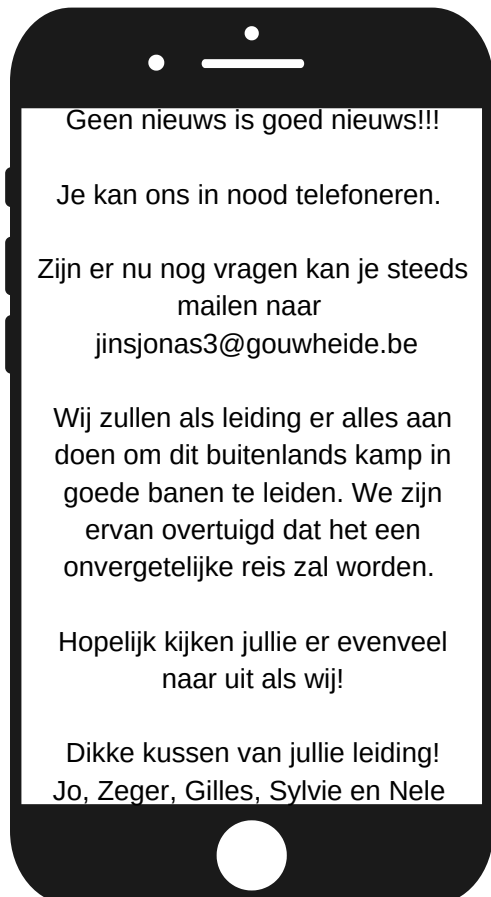 Geen nieuws is goed nieuws!!!
Je kan ons in nood telefoneren.
Zijn er nu nog vragen kan je steeds
mailen naar
jinsjonas3@gouwheide.be
Wij zullen als leiding er alles aan
doen om dit buitenlands kamp in
goede banen te leiden. We zijn
ervan overtuigd dat het een
onvergetelijke reis zal worden.
Hopelijk kijken jullie er evenveel
naar uit als wij!
Dikke kussen van jullie leiding!
Jo, Zeger, Gilles, Sylvie en Nele